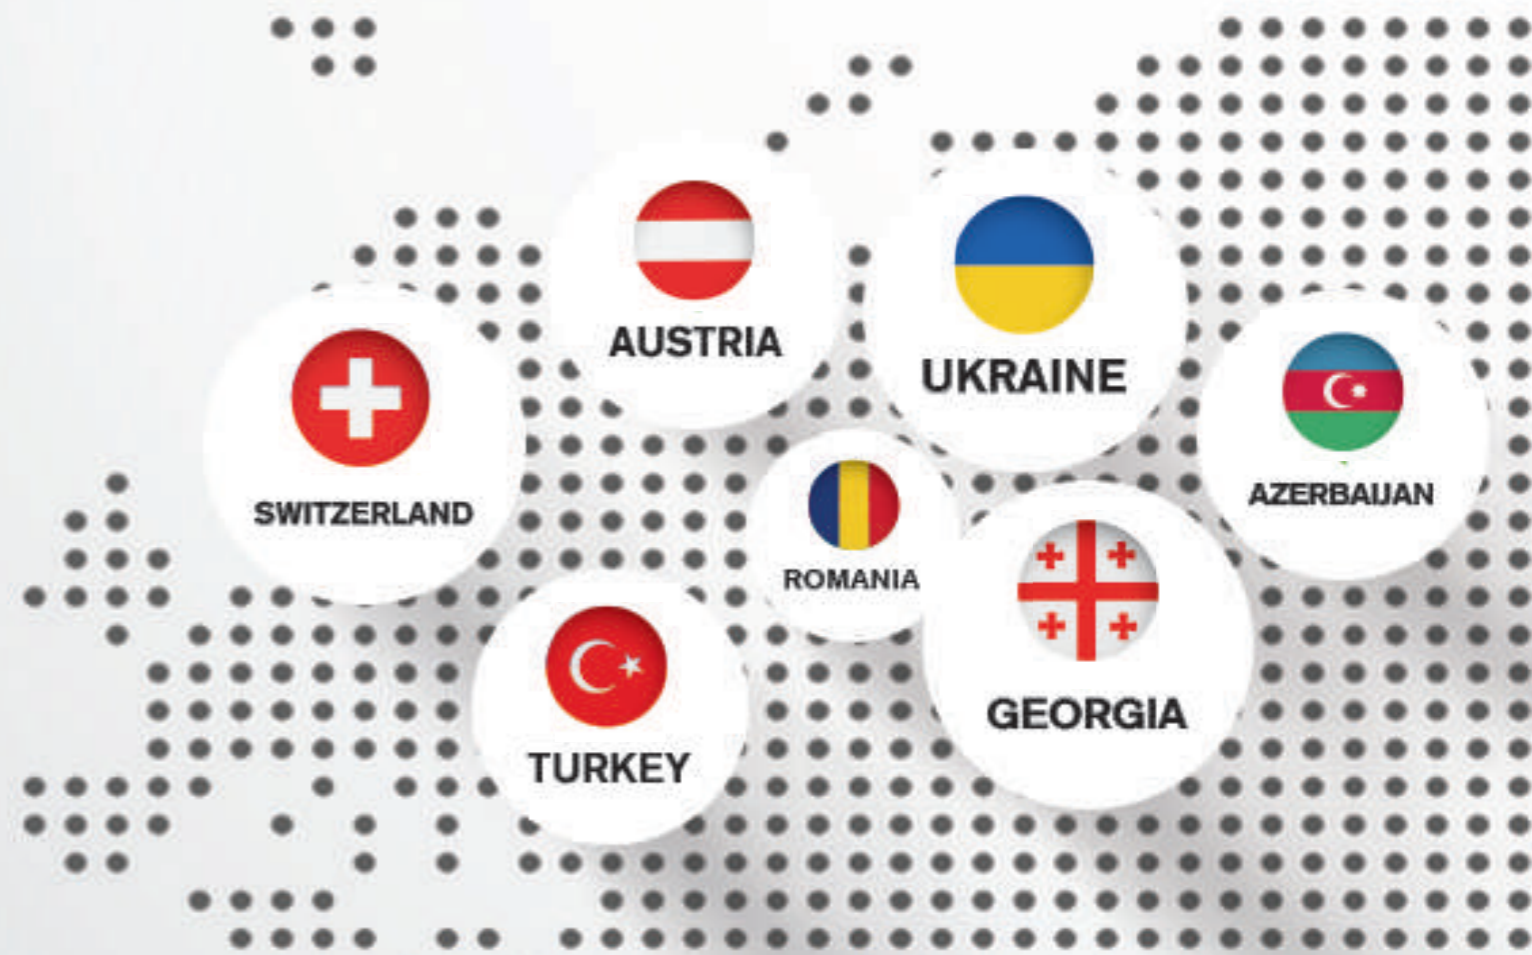 AUSTRIA
UKRAINE
SWITZERLAND
AZERBAIJAN
ROMANIA
GEORGIA
TURKEY